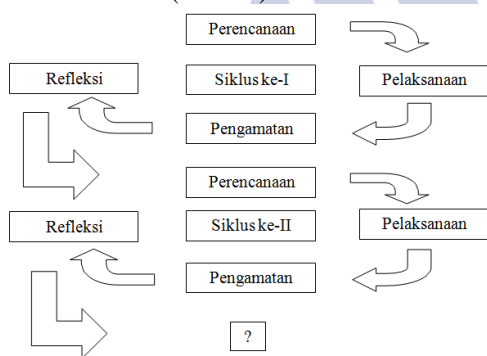 Perencanaan
Refleksi
Siklus ke-I
Pelaksanaan
Pengamatan
Perencanaan
Refleksi
Siklus ke-II
Pelaksanaan
Pengamatan
?